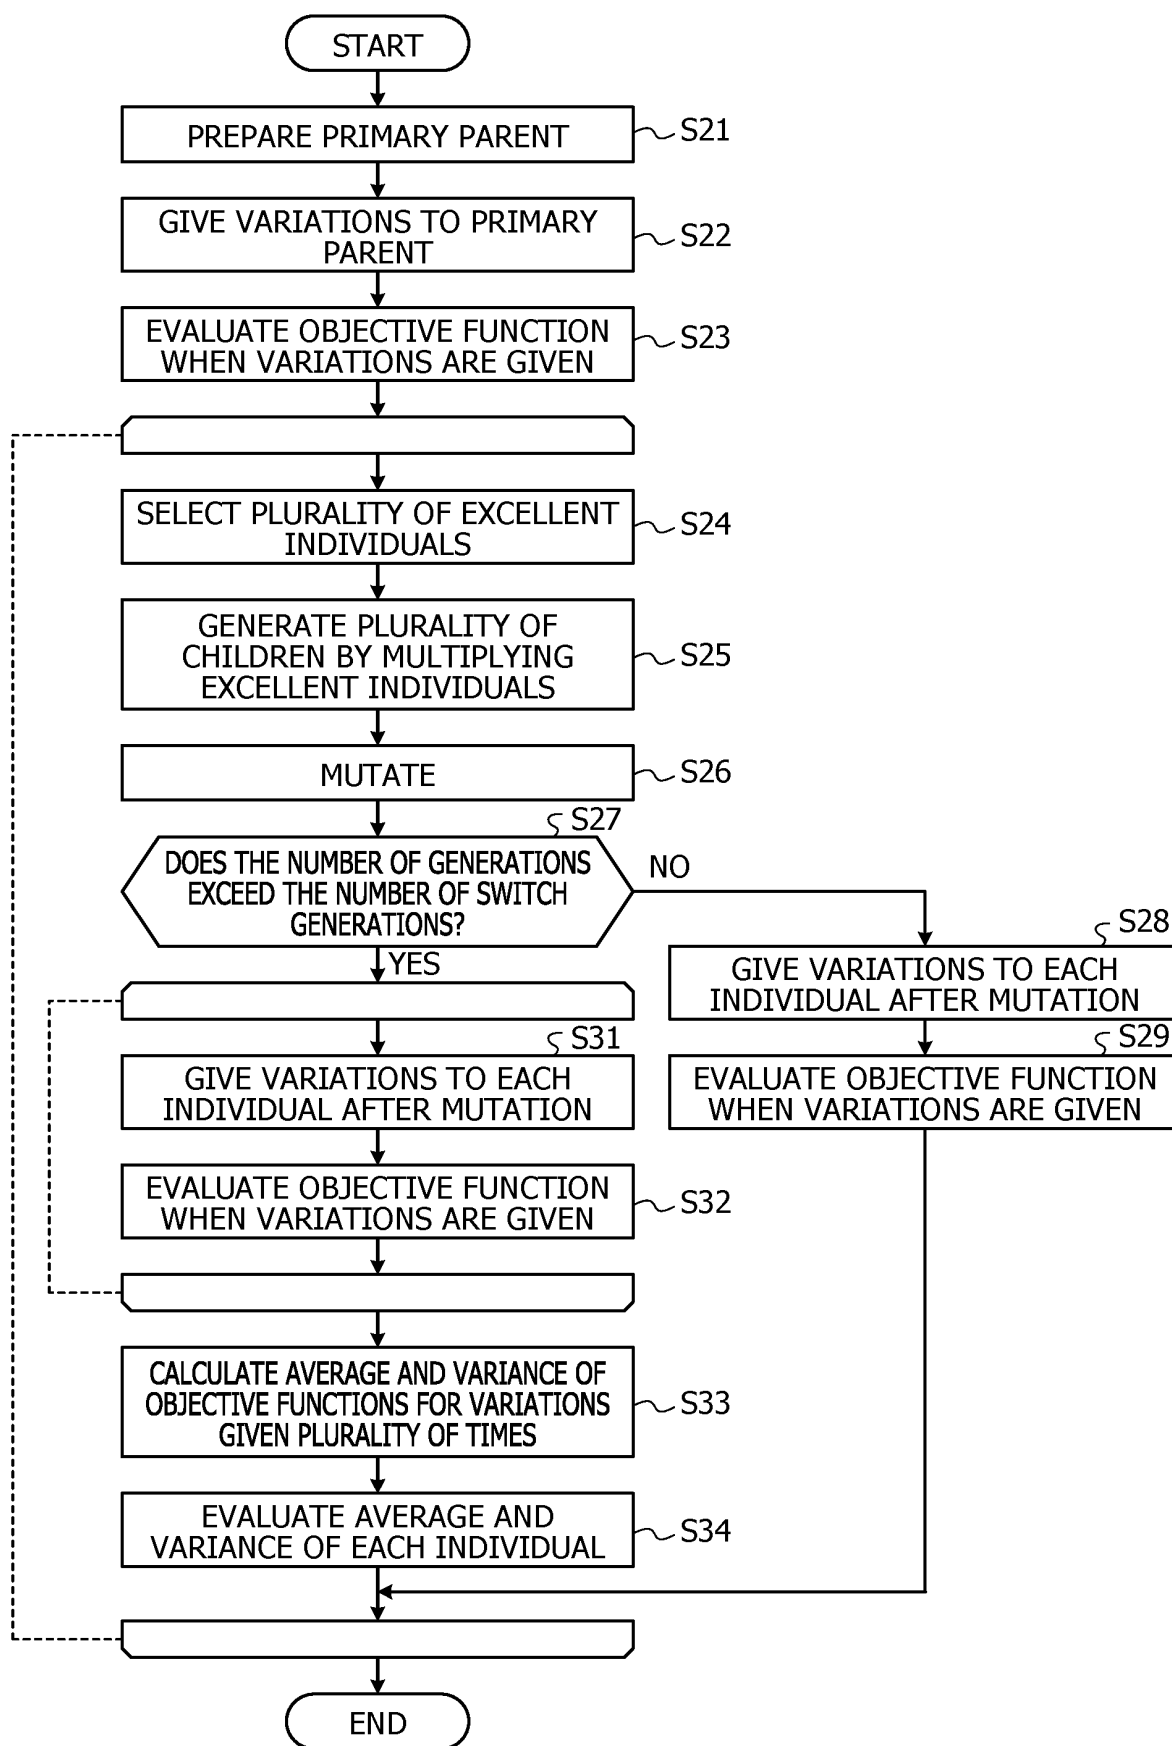 START
PREPARE PRIMARY PARENT
S21
GIVE VARIATIONS TO PRIMARY
PARENT
S22
EVALUATE OBJECTIVE FUNCTION
WHEN VARIATIONS ARE GIVEN
S23
SELECT PLURALITY OF EXCELLENT
INDIVIDUALS
S24
GENERATE PLURALITY OF
CHILDREN BY MULTIPLYING
EXCELLENT INDIVIDUALS
S25
MUTATE
S26
S27
DOES THE NUMBER OF GENERATIONS
EXCEED THE NUMBER OF SWITCH
GENERATIONS?
NO
YES
S28
GIVE VARIATIONS TO EACH
INDIVIDUAL AFTER MUTATION
S29
EVALUATE OBJECTIVE FUNCTION
WHEN VARIATIONS ARE GIVEN
S31
GIVE VARIATIONS TO EACH
INDIVIDUAL AFTER MUTATION
EVALUATE OBJECTIVE FUNCTION
WHEN VARIATIONS ARE GIVEN
S32
CALCULATE AVERAGE AND VARIANCE OF
OBJECTIVE FUNCTIONS FOR VARIATIONS
GIVEN PLURALITY OF TIMES
S33
EVALUATE AVERAGE AND
VARIANCE OF EACH INDIVIDUAL
S34
END